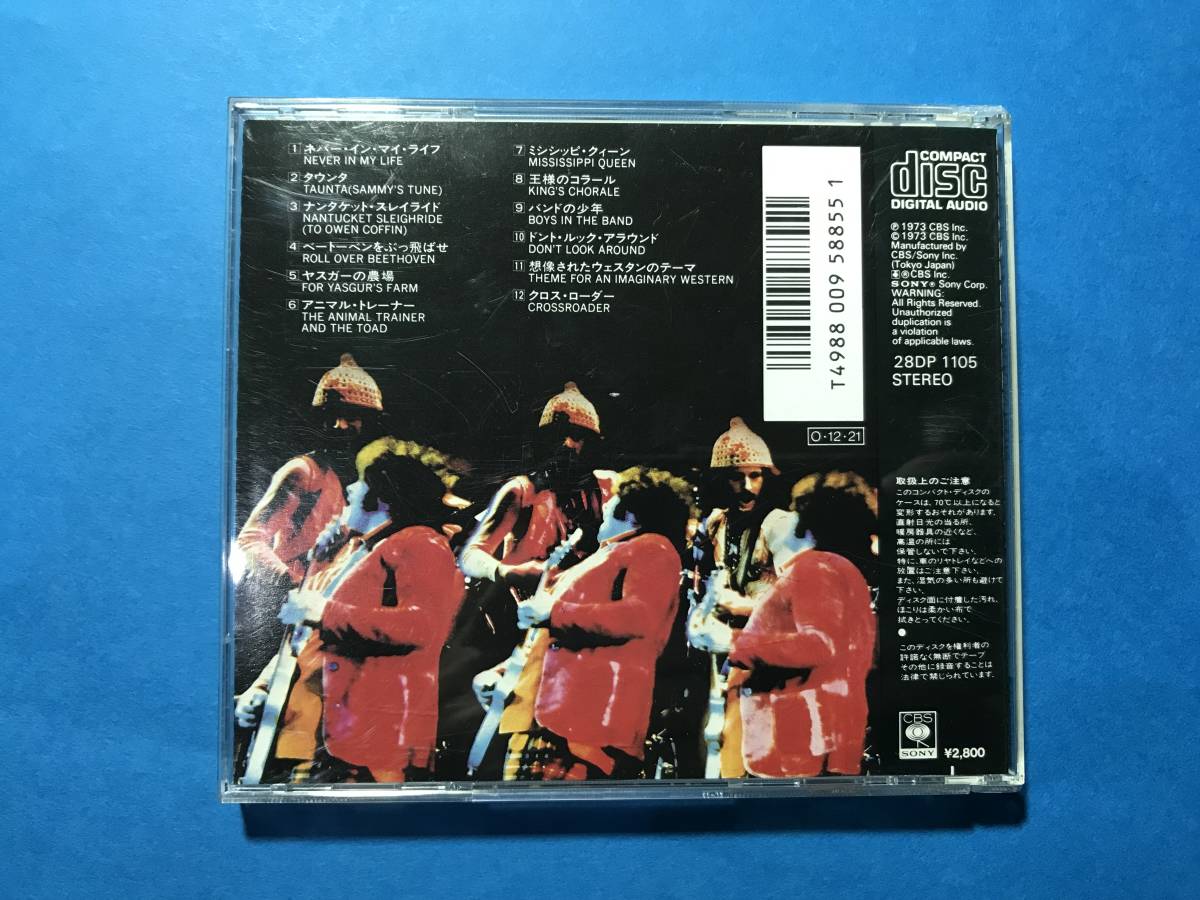 1 ネバー・イン・マイ・ライフ
NEVER IN MY LIFE
2 タウンタ
TAUNTA(SAMMY'S TUNE)
3 ナンタケット・スレイライド
NANTUCKET SLEIGHRIDE
(TO OWEN COFFIN)
4 ベートーベンをぶっ飛ばせ
ROLL OVER BEETHOVEN
5 ヤスガーの農場
FOR YASGUR'S FARM
6 アニマル・トレーナー
THE ANIMAL TRAINER
AND THE TOAD
7 ミシシッピ・クィーン
MISSISSIPPI QUEEN
8 王様のコラール
KING'S CHORALE
9 バンドの少年
BOYS IN THE BAND
10 ドント・ルック・アラウンド
DON'T LOOK AROUND
11 想像されたウェスタンのテーマ
THEME FOR AN IMAGINARY WESTERN
12 クロス・ローダー
CROSSROADER
T4988 009 58855 1
O・12・21
COMPACT
disc
DIGITAL AUDIO
Ⓟ 1973 CBS Inc.
© 1973 CBS Inc.
Manufactured by
CBS/Sony Inc.
(Tokyo Japan)
® CBS Inc.
SONY® Sony Corp.
WARNING:
All Rights Reserved.
Unauthorized
duplication is
a violation
of applicable laws.
28DP 1105
STEREO
取扱上のご注意
このコンパクト・ディスクの
ケースは、70℃以上になると
変形するおそれがあります。
直射日光の当る所、
暖房器具の近くなど、
高温の所には
保管しないで下さい。
特に、車のリヤトレイなどへの
放置はご注意下さい。
また、湿気の多い所も避けて
下さい。
ディスク面に付着した汚れ、
ほこりは柔かい布で
拭きとってください。
●
このディスクを権利者の
許諾なく無断でテープ
その他に録音することは
法律で禁じられています。
CBS
SONY
¥2,800